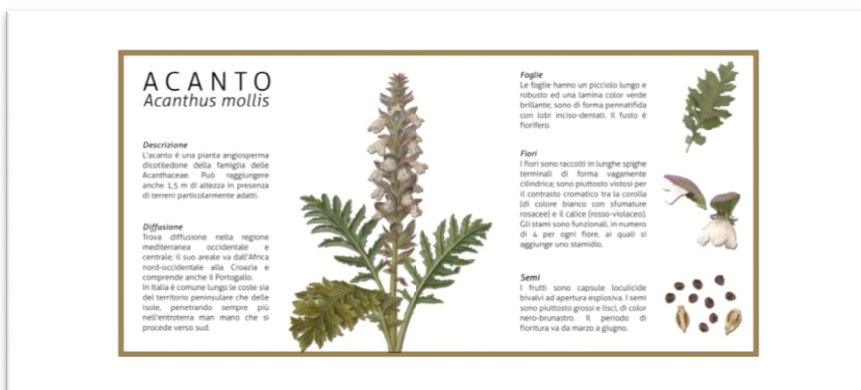 ACANTO
Acanthus mollis
Descrizione
L'acanto è una pianta angiosperma
dicotiledone della famiglia delle
Acanthaceae. Può raggiungere
anche 1,5 m di altezza in presenza
di terreni particolarmente adatti.
Diffusione
Trova diffusione nella regione
mediterranea occidentale e
centrale; il suo areale va dall'Africa
nord-occidentale alla Croazia e
comprende anche il Portogallo.
In Italia è comune lungo le coste sia
del territorio peninsulare che delle
isole, penetrando sempre più
nell'entroterra man mano che si
procede verso sud.
Foglie
Le foglie hanno un picciolo lungo e
robusto ed una lamina color verde
brillante; sono di forma pennatifida
con lobi inciso-dentati. Il fusto è
fiorifero.
Fiori
I fiori sono raccolti in lunghe spighe
terminali di forma vagamente
cilindrica; sono piuttosto vistosi per
il contrasto cromatico tra la corolla
(di colore bianco con sfumature
rosacee) e il calice (rosso-violaceo).
Gli stami sono funzionali, in numero
di 4 per ogni fiore, ai quali si
aggiunge uno stamidio.
Semi
I frutti sono capsule loculicide
bivalvi ad apertura esplosiva. I semi
sono piuttosto grossi e lisci, di color
nero-brunastro. Il periodo di
fioritura va da marzo a giugno.